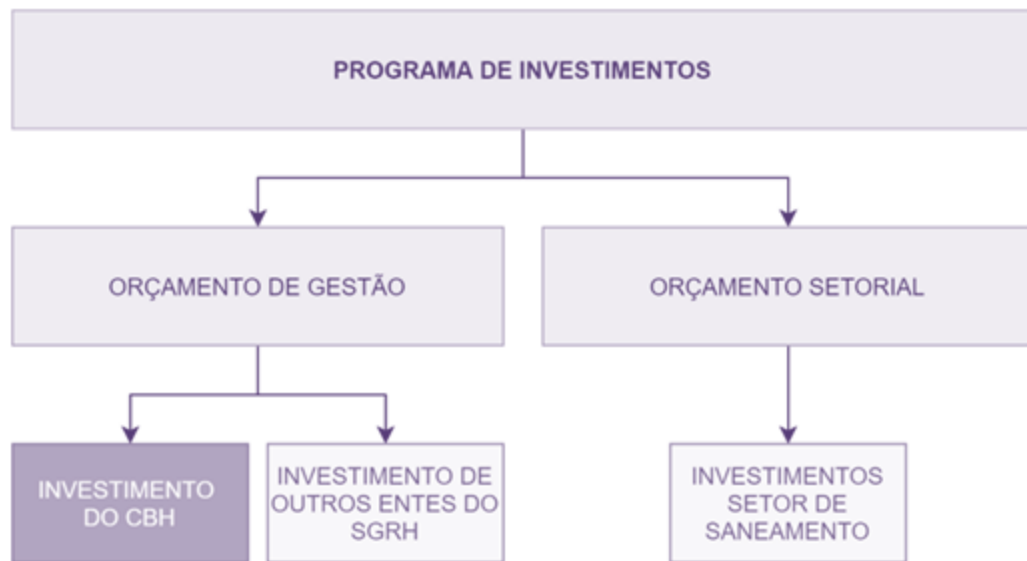 PROGRAMA DE INVESTIMENTOS
ORÇAMENTO DE GESTÃO
ORÇAMENTO SETORIAL
INVESTIMENTO
DO CBH
INVESTIMENTO DE
OUTROS ENTES DO
SGRH
INVESTIMENTOS
SETOR DE
SANEAMENTO